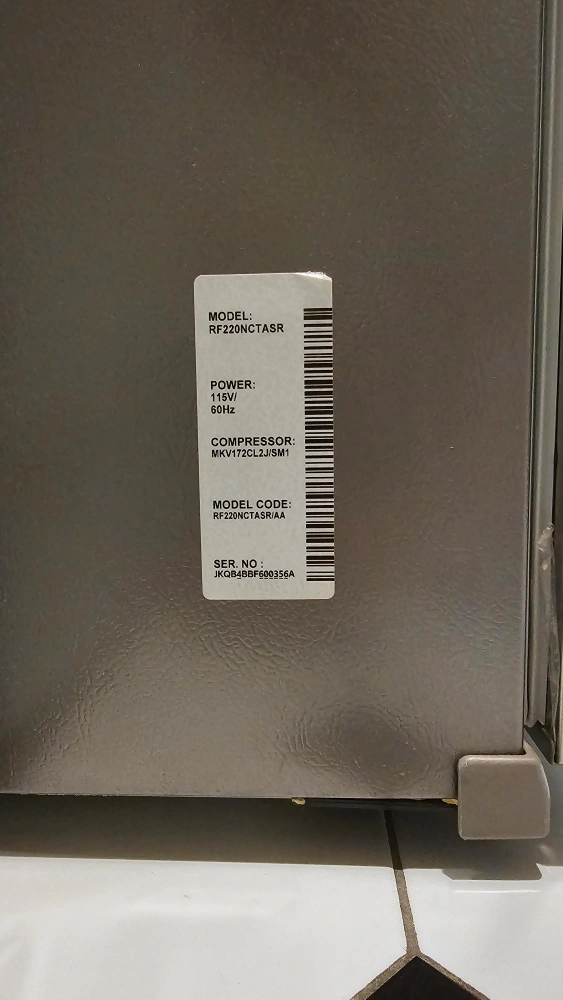 MODEL:
RF220NCTASR
POWER:
115V/
60Hz
COMPRESSOR:
MKV172CL2J/SM1
MODEL CODE:
RF220NCTASR/AA
SER. NO :
JKQB4BBF600356A